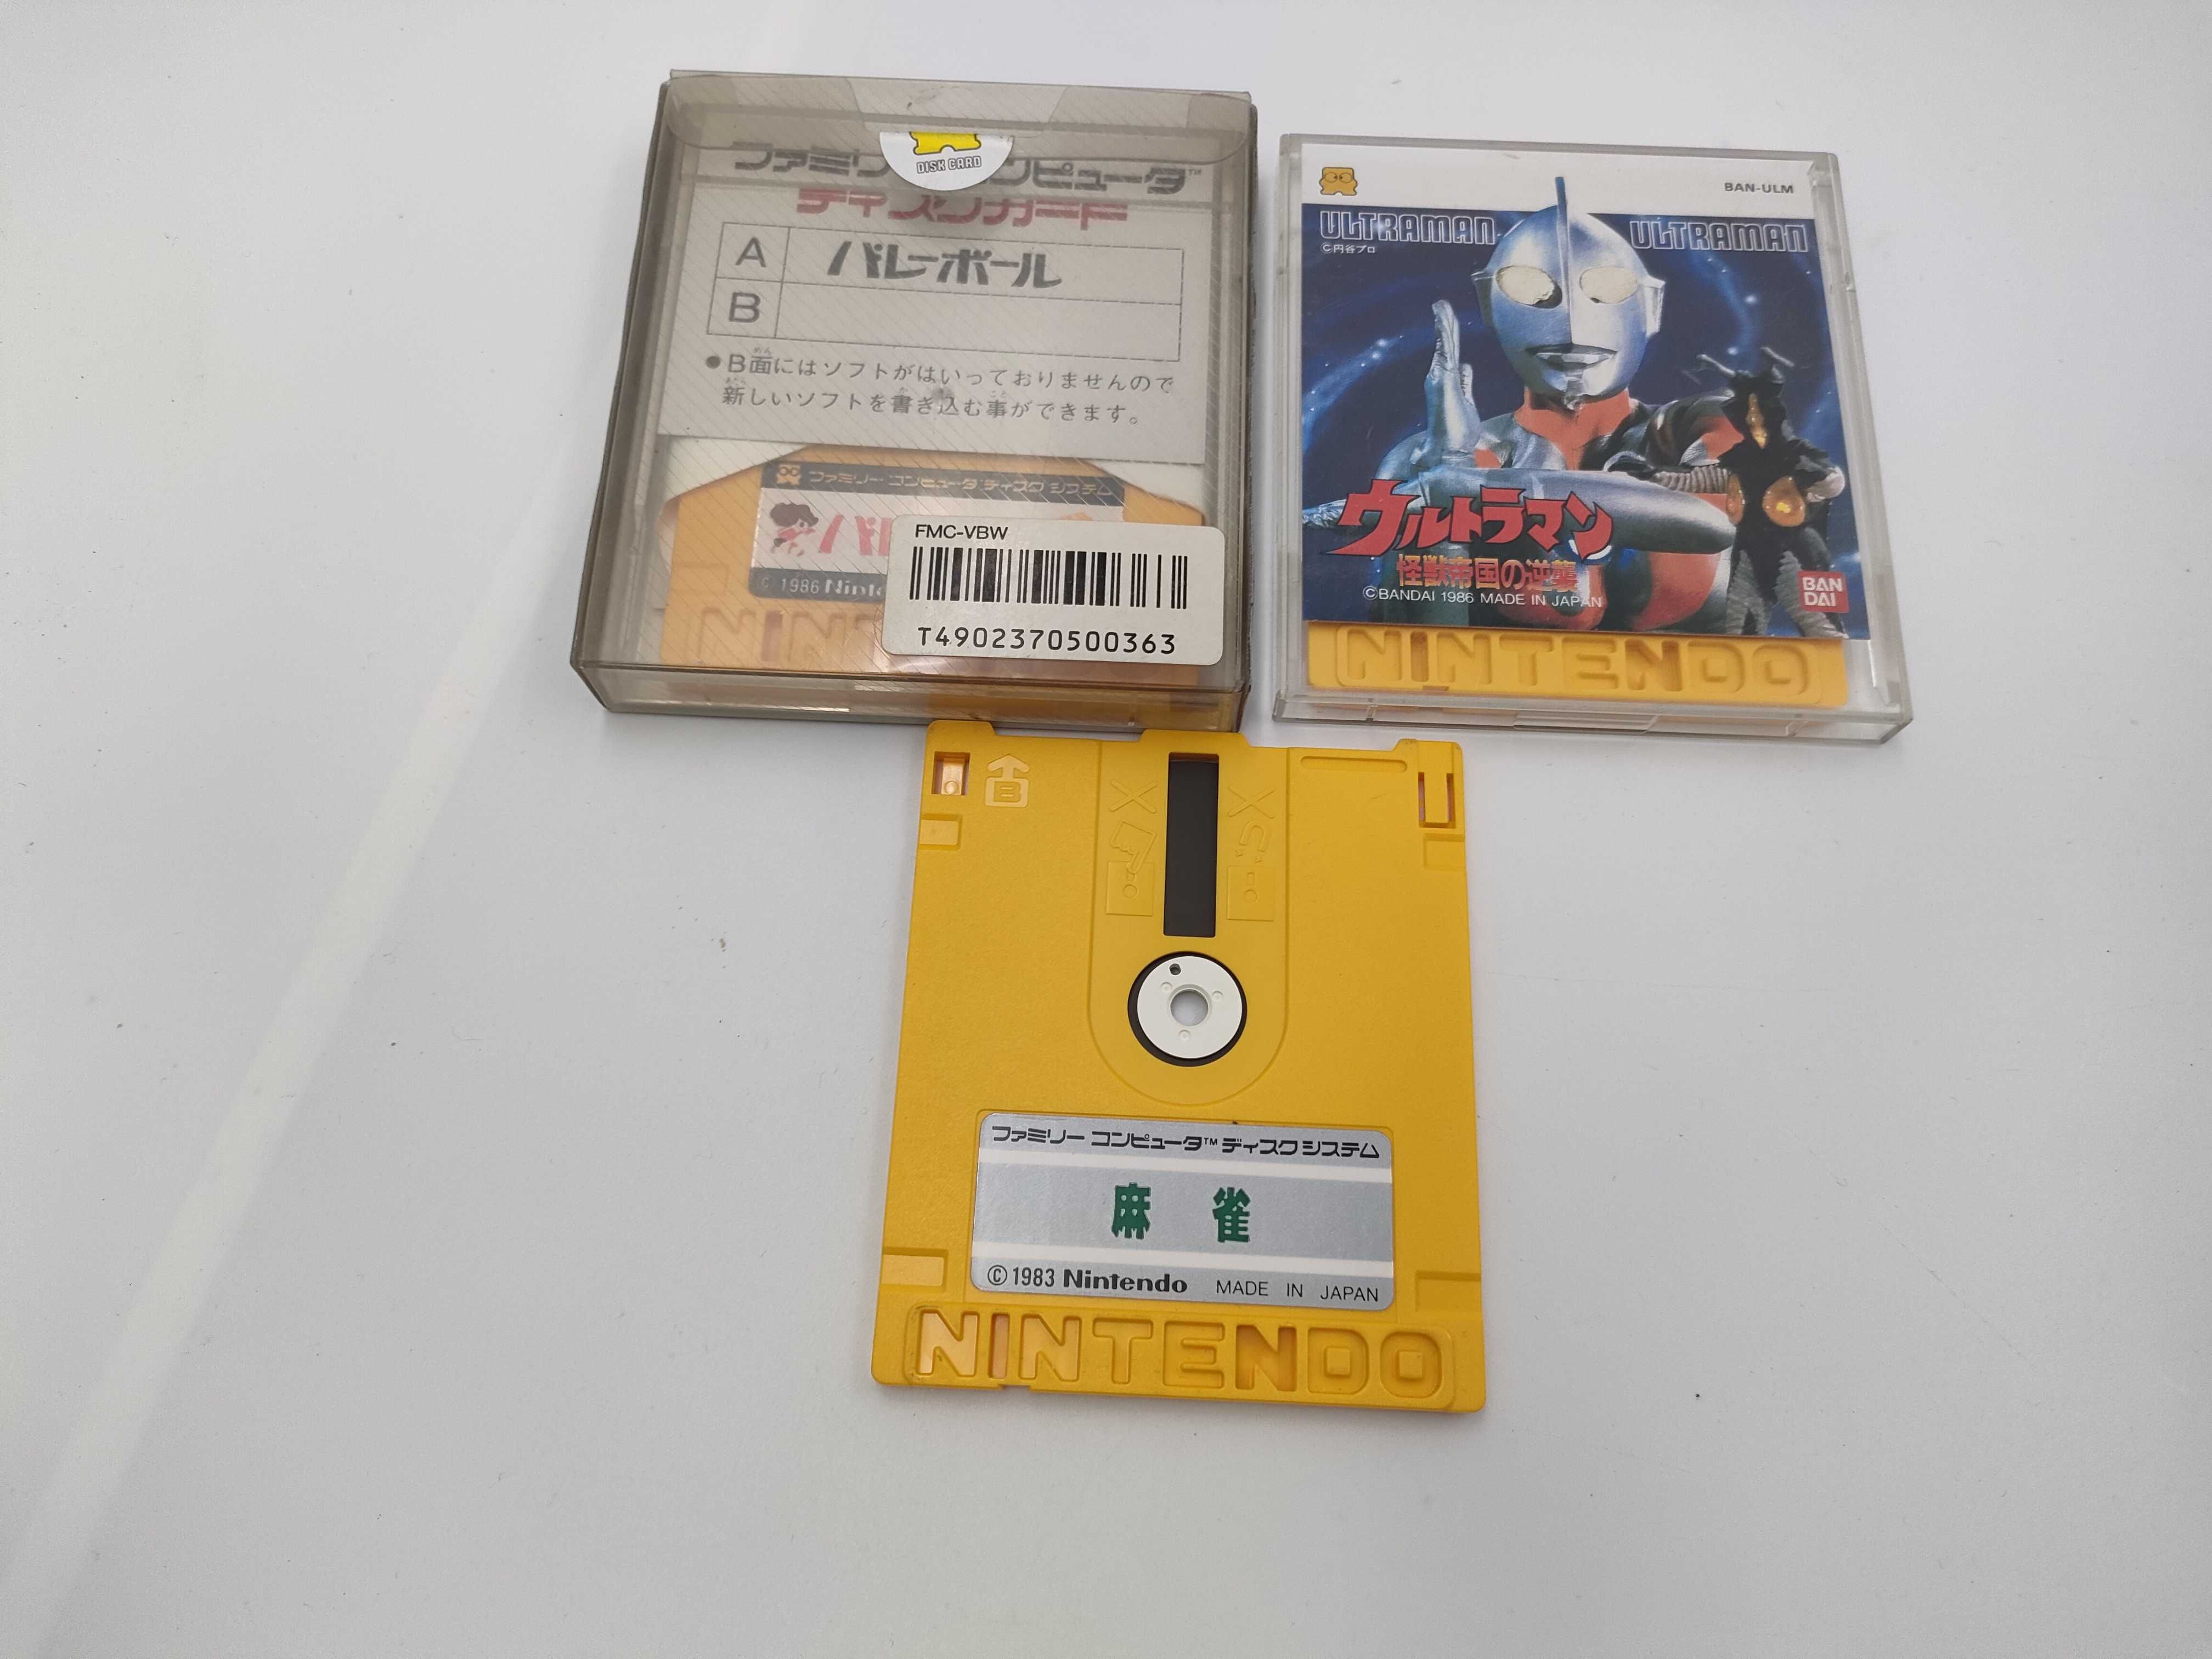 DISK CARD
ファミリーコンピュータ™
ディスクカード
A バレーボール
B
●B面にはソフトがはいっておりませんので
新しいソフトを書き込む事ができます。
ファミリー コンピュータ ディスク システム
バ
© 1986 Ninte
FMC-VBW
T4902370500363
NIN
BAN-ULM
ULTRAMAN ULTRAMAN
©円谷プロ
ウルトラマン
怪獣帝国の逆襲
©BANDAI 1986 MADE IN JAPAN
BAN
DAI
NINTENDO
B
ファミリー コンピュータ™ ディスク システム
麻 雀
©1983 Nintendo MADE IN JAPAN
NINTENDO